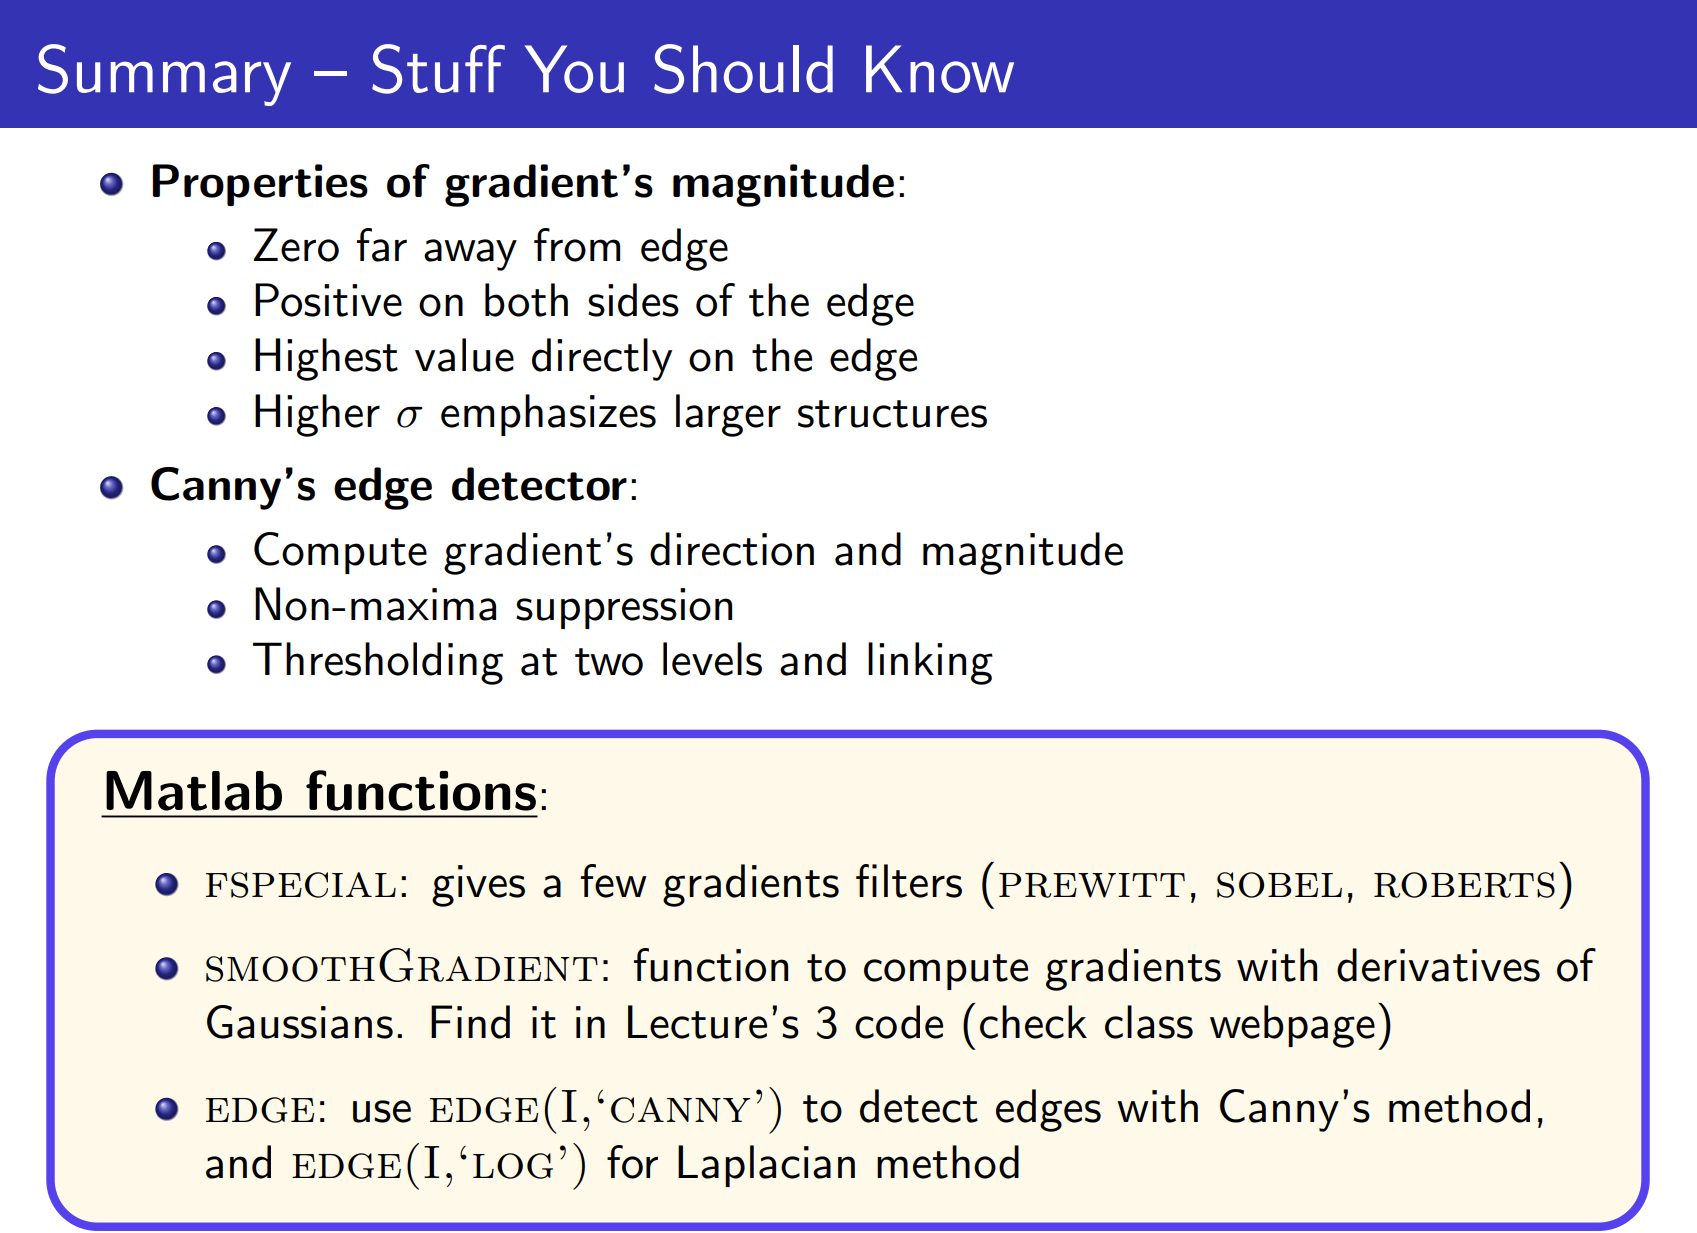 Summary – Stuff You Should Know
Properties of gradient's magnitude:
Zero far away from edge
Positive on both sides of the edge
Highest value directly on the edge
Higher σ emphasizes larger structures
Canny's edge detector:
Compute gradient's direction and magnitude
Non-maxima suppression
Thresholding at two levels and linking
Matlab functions:
FSPECIAL: gives a few gradients filters (PREWITT, SOBEL, ROBERTS)
SMOOTHGRADIENT: function to compute gradients with derivatives of
Gaussians. Find it in Lecture's 3 code (check class webpage)
EDGE: use EDGE(I,‘CANNY’) to detect edges with Canny's method,
and EDGE(I,‘LOG’) for Laplacian method